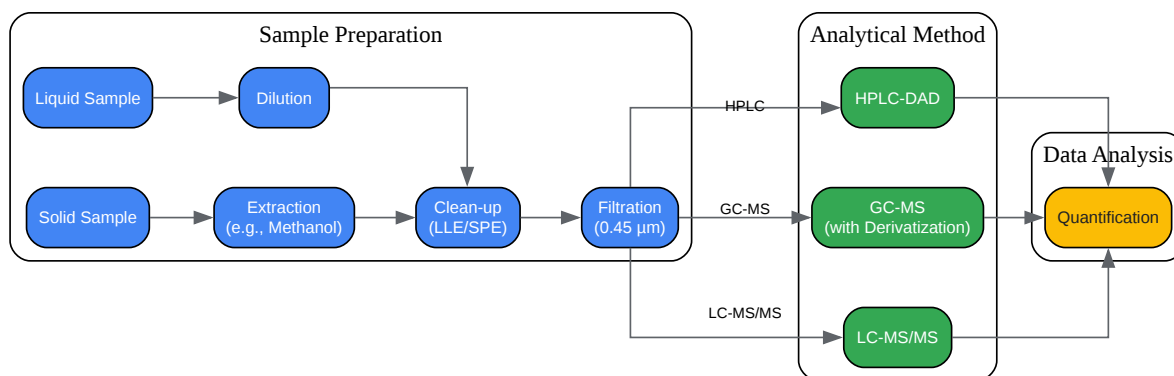 Sample Preparation
Liquid Sample
Dilution
Solid Sample
Extraction
(e.g., Methanol)
Clean-up
(LLE/SPE)
Filtration
(0.45 µm)
HPLC
GC-MS
LC-MS/MS
Analytical Method
HPLC-DAD
GC-MS
(with Derivatization)
LC-MS/MS
Data Analysis
Quantification